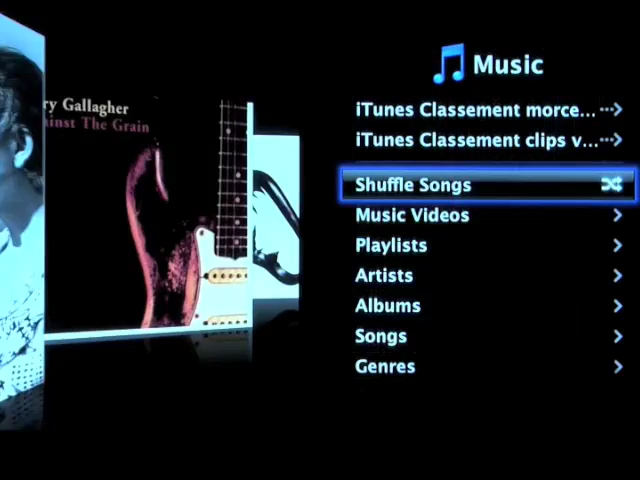 ry Gallagher
ainst The Grain
Music
iTunes Classement morce...
iTunes Classement clips v...
Shuffle Songs
Music Videos
Playlists
Artists
Albums
Songs
Genres